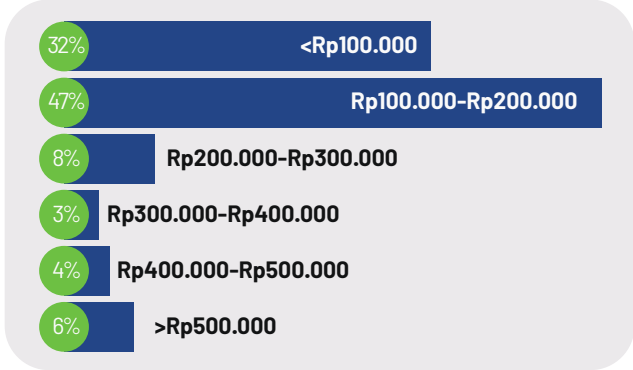 32% <Rp100.000
47% Rp100.000-Rp200.000
8% Rp200.000-Rp300.000
3% Rp300.000-Rp400.000
4% Rp400.000-Rp500.000
6% >Rp500.000